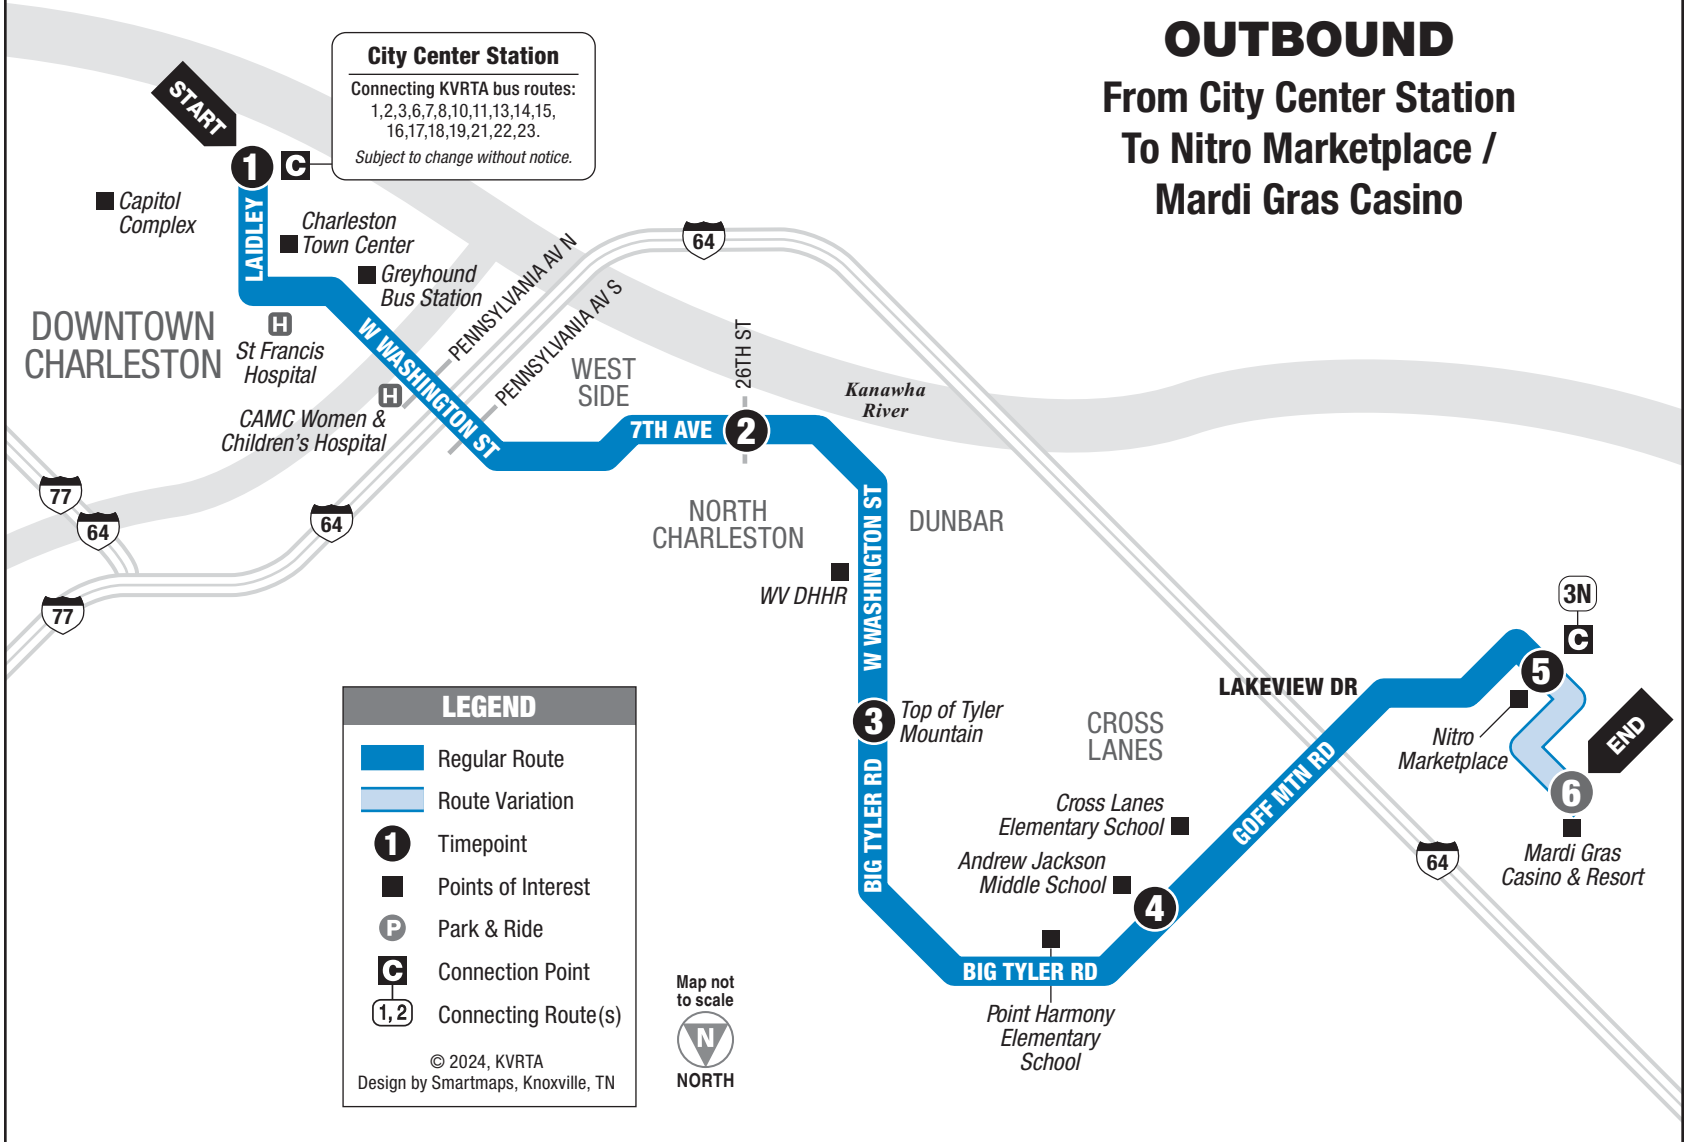 OUTBOUND
From City Center Station
To Nitro Marketplace /
Mardi Gras Casino
City Center Station
Connecting KVRTA bus routes:
1,2,3,6,7,8,10,11,13,14,15,
16,17,18,19,21,22,23.
Subject to change without notice.
START
1
C
LAIDLEY
Capitol
Complex
Charleston
Town Center
Greyhound
Bus Station
DOWNTOWN
CHARLESTON
H
St Francis
Hospital
W WASHINGTON ST
H
CAMC Women &
Children's Hospital
PENNSYLVANIA AV N
PENNSYLVANIA AV S
64
WEST
SIDE
26TH ST
7TH AVE
2
Kanawha
River
77
64
64
77
NORTH
CHARLESTON
DUNBAR
WV DHHR
W WASHINGTON ST
3
Top of Tyler
Mountain
BIG TYLER RD
CROSS
LANES
Cross Lanes
Elementary School
Andrew Jackson
Middle School
4
BIG TYLER RD
Point Harmony
Elementary
School
GOFF MTN RD
LAKEVIEW DR
64
3N
C
5
Nitro
Marketplace
END
6
Mardi Gras
Casino & Resort
LEGEND
Regular Route
Route Variation
1 Timepoint
Points of Interest
P Park & Ride
C Connection Point
1, 2 Connecting Route(s)
© 2024, KVRTA
Design by Smartmaps, Knoxville, TN
Map not
to scale
N
NORTH